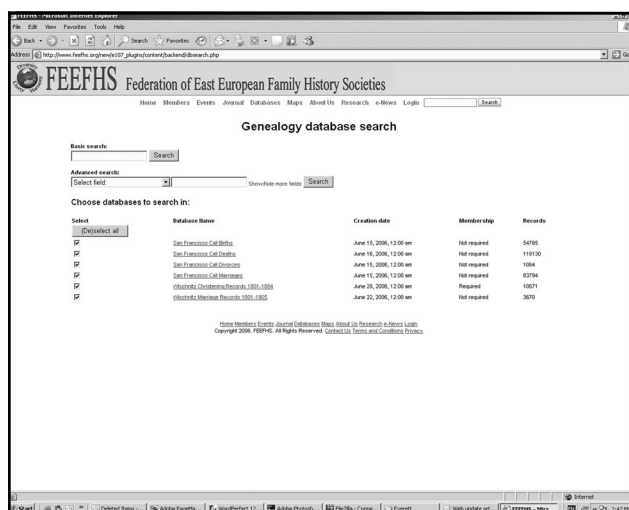 FEEFHS - Microsoft Internet Explorer
File Edit View Favorites Tools Help
Back Search Favorites
Address http://www.feefhs.org/new/e107_plugins/content/backend/dbsearch.php Go
FEEFHS Federation of East European Family History Societies
Home Members Events Journal Databases Maps About Us Research e-News Login Search
Genealogy database search
Basic search:
Search
Advanced search:
Select field: Show/hide more fields Search
Choose databases to search in:
Select Database Name Creation date Membership Records
(De)select all
San Francisco Call Births June 15, 2006, 12:00 am Not required 54785
San Francisco Call Deaths June 16, 2006, 12:00 am Not required 116130
San Francisco Call Divorces June 15, 2006, 12:00 am Not required 1064
San Francisco Call Marriages June 15, 2006, 12:00 am Not required 83794
Christening Records June 29, 2006, 12:00 am Required 10671
Marriage Records 1801-1905 June 22, 2006, 12:00 am Not required 3670
Home Members Events Journal Databases Maps About Us Research e-News Login
Copyright 2006. FEEFHS. All Rights Reserved. Contact Us Terms and Conditions Privacy
Internet
Start Deleted Items - Adobe PageMa... WordPerfect 12 Adobe Photosh... FileZilla - Conne... Everett Web update art... FEEFHS - Micr... 2:42 PM